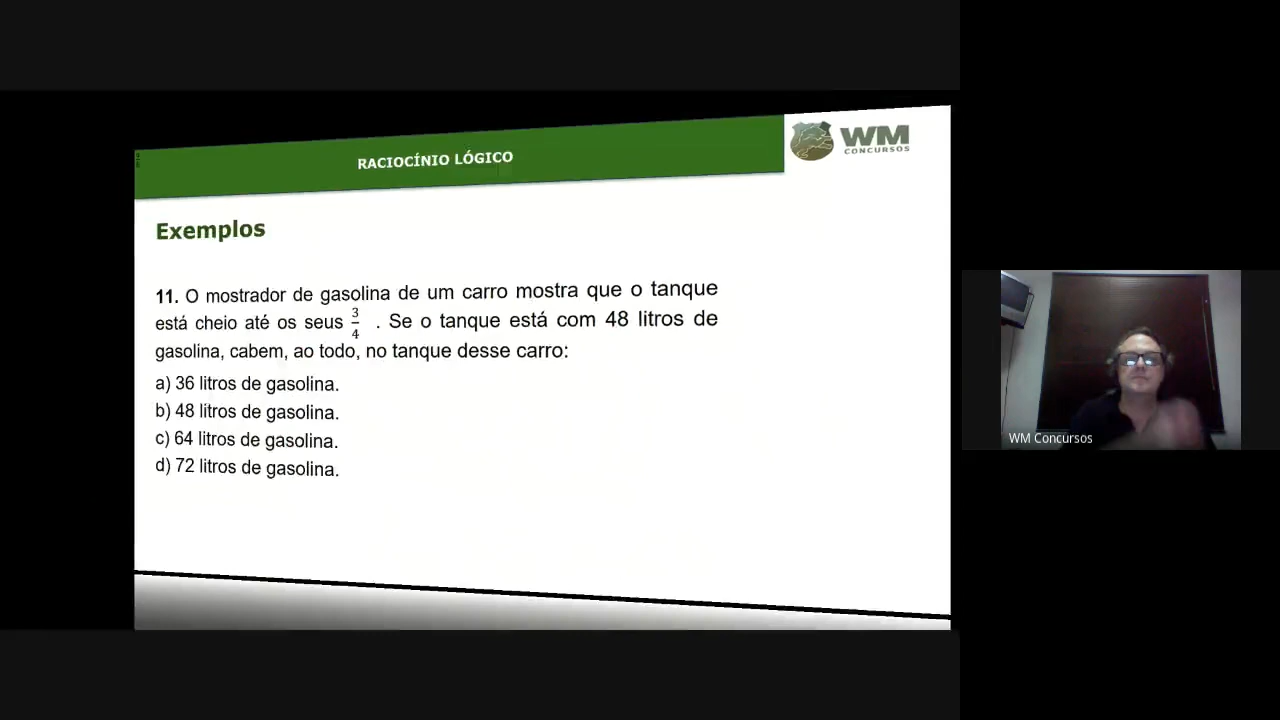 RACIOCÍNIO LÓGICO
WM
CONCURSOS
Exemplos
11. O mostrador de gasolina de um carro mostra que o tanque
está cheio até os seus 3/4 . Se o tanque está com 48 litros de
gasolina, cabem, ao todo, no tanque desse carro:
a) 36 litros de gasolina.
b) 48 litros de gasolina.
c) 64 litros de gasolina.
d) 72 litros de gasolina.
WM Concursos